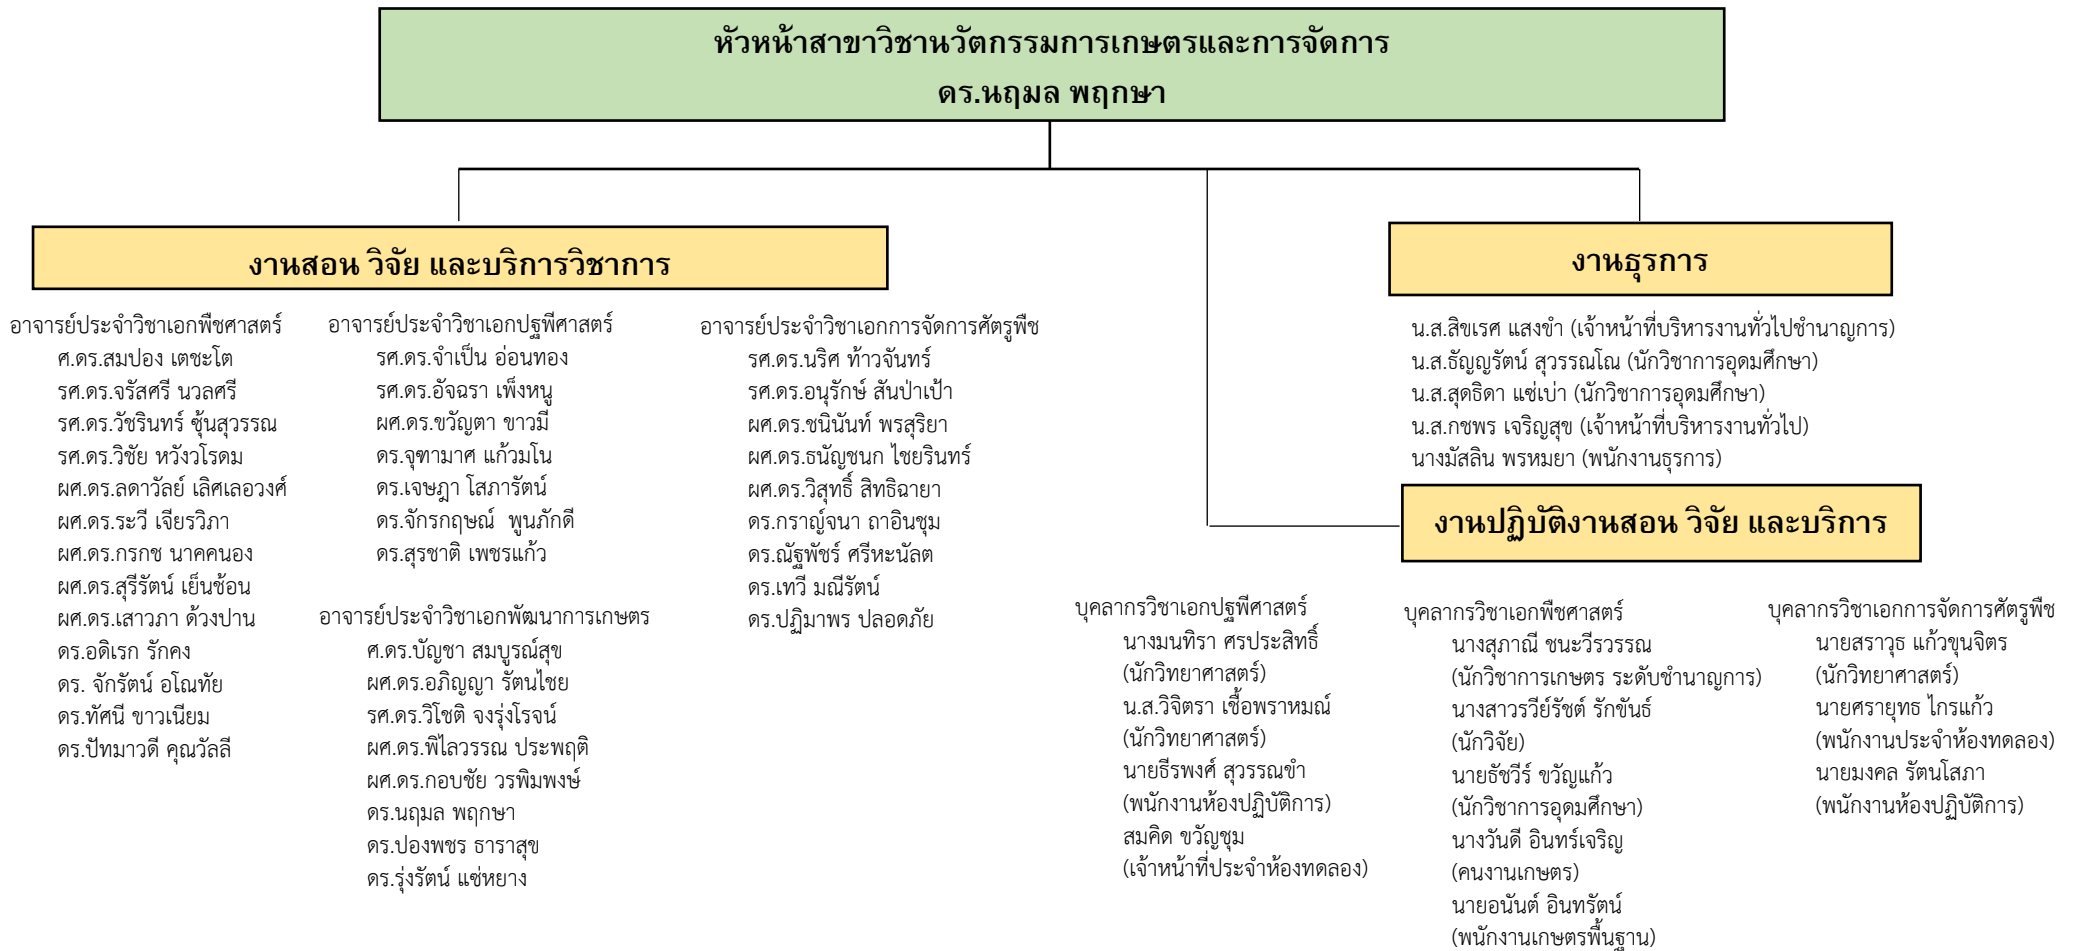 หัวหน้าสาขาวิชานวัตกรรมการเกษตรและการจัดการ
ดร.นฤมล พฤกษา
งานสอน วิจัย และบริการวิชาการ
อาจารย์ประจำวิชาเอกพืชศาสตร์
ศ.ดร.สมปอง เตชะโต
รศ.ดร.จรัสศรี นวลศรี
รศ.ดร.วัชรินทร์ ซุ้นสุวรรณ
รศ.ดร.วิชัย หวังวโรดม
ผศ.ดร.ลดาวัลย์ เลิศเลอวงศ์
ผศ.ดร.ระวี เจียรวิภา
ผศ.ดร.กรกช นาคคนอง
ผศ.ดร.สุรีรัตน์ เย็นช้อน
ผศ.ดร.เสาวภา ด้วงปาน
ดร.อดิเรก รักคง
ดร. จักรัตน์ อโณทัย
ดร.ทัศนี ขาวเนียม
ดร.ปัทมาวดี คุณวัลลี
อาจารย์ประจำวิชาเอกปฐพีศาสตร์
รศ.ดร.จำเป็น อ่อนทอง
รศ.ดร.อัจฉรา เพ็งหนู
ผศ.ดร.ขวัญตา ขาวมี
ดร.จุฑามาศ แก้วมโน
ดร.เจษฎา โสภารัตน์
ดร.จักรกฤษณ์  พูนภักดี
ดร.สุรชาติ เพชรแก้ว
อาจารย์ประจำวิชาเอกพัฒนาการเกษตร
ศ.ดร.บัญชา สมบูรณ์สุข
ผศ.ดร.อภิญญา รัตนไชย
รศ.ดร.วิโชติ จงรุ่งโรจน์
ผศ.ดร.พิไลวรรณ ประพฤติ
ผศ.ดร.กอบชัย วรพิมพงษ์
ดร.นฤมล พฤกษา
ดร.ปองพชร ธาราสุข
ดร.รุ่งรัตน์ แซ่หยาง
อาจารย์ประจำวิชาเอกการจัดการศัตรูพืช
รศ.ดร.นริศ ท้าวจันทร์
รศ.ดร.อนุรักษ์ สันป่าเป้า
ผศ.ดร.ชนินันท์ พรสุริยา
ผศ.ดร.ธนัญชนก ไชยรินทร์
ผศ.ดร.วิสุทธิ์ สิทธิฉายา
ดร.กราญ์จนา ถาอินชุม
ดร.ณัฐพัชร์ ศรีหะนัลต
ดร.เทวี มณีรัตน์
ดร.ปฏิมาพร ปลอดภัย
งานธุรการ
น.ส.สิขเรศ แสงขำ (เจ้าหน้าที่บริหารงานทั่วไปชำนาญการ)
น.ส.ธัญญรัตน์ สุวรรณโณ (นักวิชาการอุดมศึกษา)
น.ส.สุดธิดา แซ่เบ่า (นักวิชาการอุดมศึกษา)
น.ส.กชพร เจริญสุข (เจ้าหน้าที่บริหารงานทั่วไป)
นางมัสลิน พรหมยา (พนักงานธุรการ)
งานปฏิบัติงานสอน วิจัย และบริการ
บุคลากรวิชาเอกปฐพีศาสตร์
นางมนทิรา ศรประสิทธิ์
(นักวิทยาศาสตร์)
น.ส.วิจิตรา เชื้อพราหมณ์
(นักวิทยาศาสตร์)
นายธีรพงศ์ สุวรรณขำ
(พนักงานห้องปฏิบัติการ)
สมคิด ขวัญชุม
(เจ้าหน้าที่ประจำห้องทดลอง)
บุคลากรวิชาเอกพืชศาสตร์
นางสุภาณี ชนะวีรวรรณ
(นักวิชาการเกษตร ระดับชำนาญการ)
นางสาวรวีย์รัชต์ รักขันธ์
(นักวิจัย)
นายธัชวีร์ ขวัญแก้ว
(นักวิชาการอุดมศึกษา)
นางวันดี อินทร์เจริญ
(คนงานเกษตร)
นายอนันต์ อินทรัตน์
(พนักงานเกษตรพื้นฐาน)
บุคลากรวิชาเอกการจัดการศัตรูพืช
นายสราวุธ แก้วขุนจิตร
(นักวิทยาศาสตร์)
นายศรายุทธ ไกรแก้ว
(พนักงานประจำห้องทดลอง)
นายมงคล รัตนโสภา
(พนักงานห้องปฏิบัติการ)